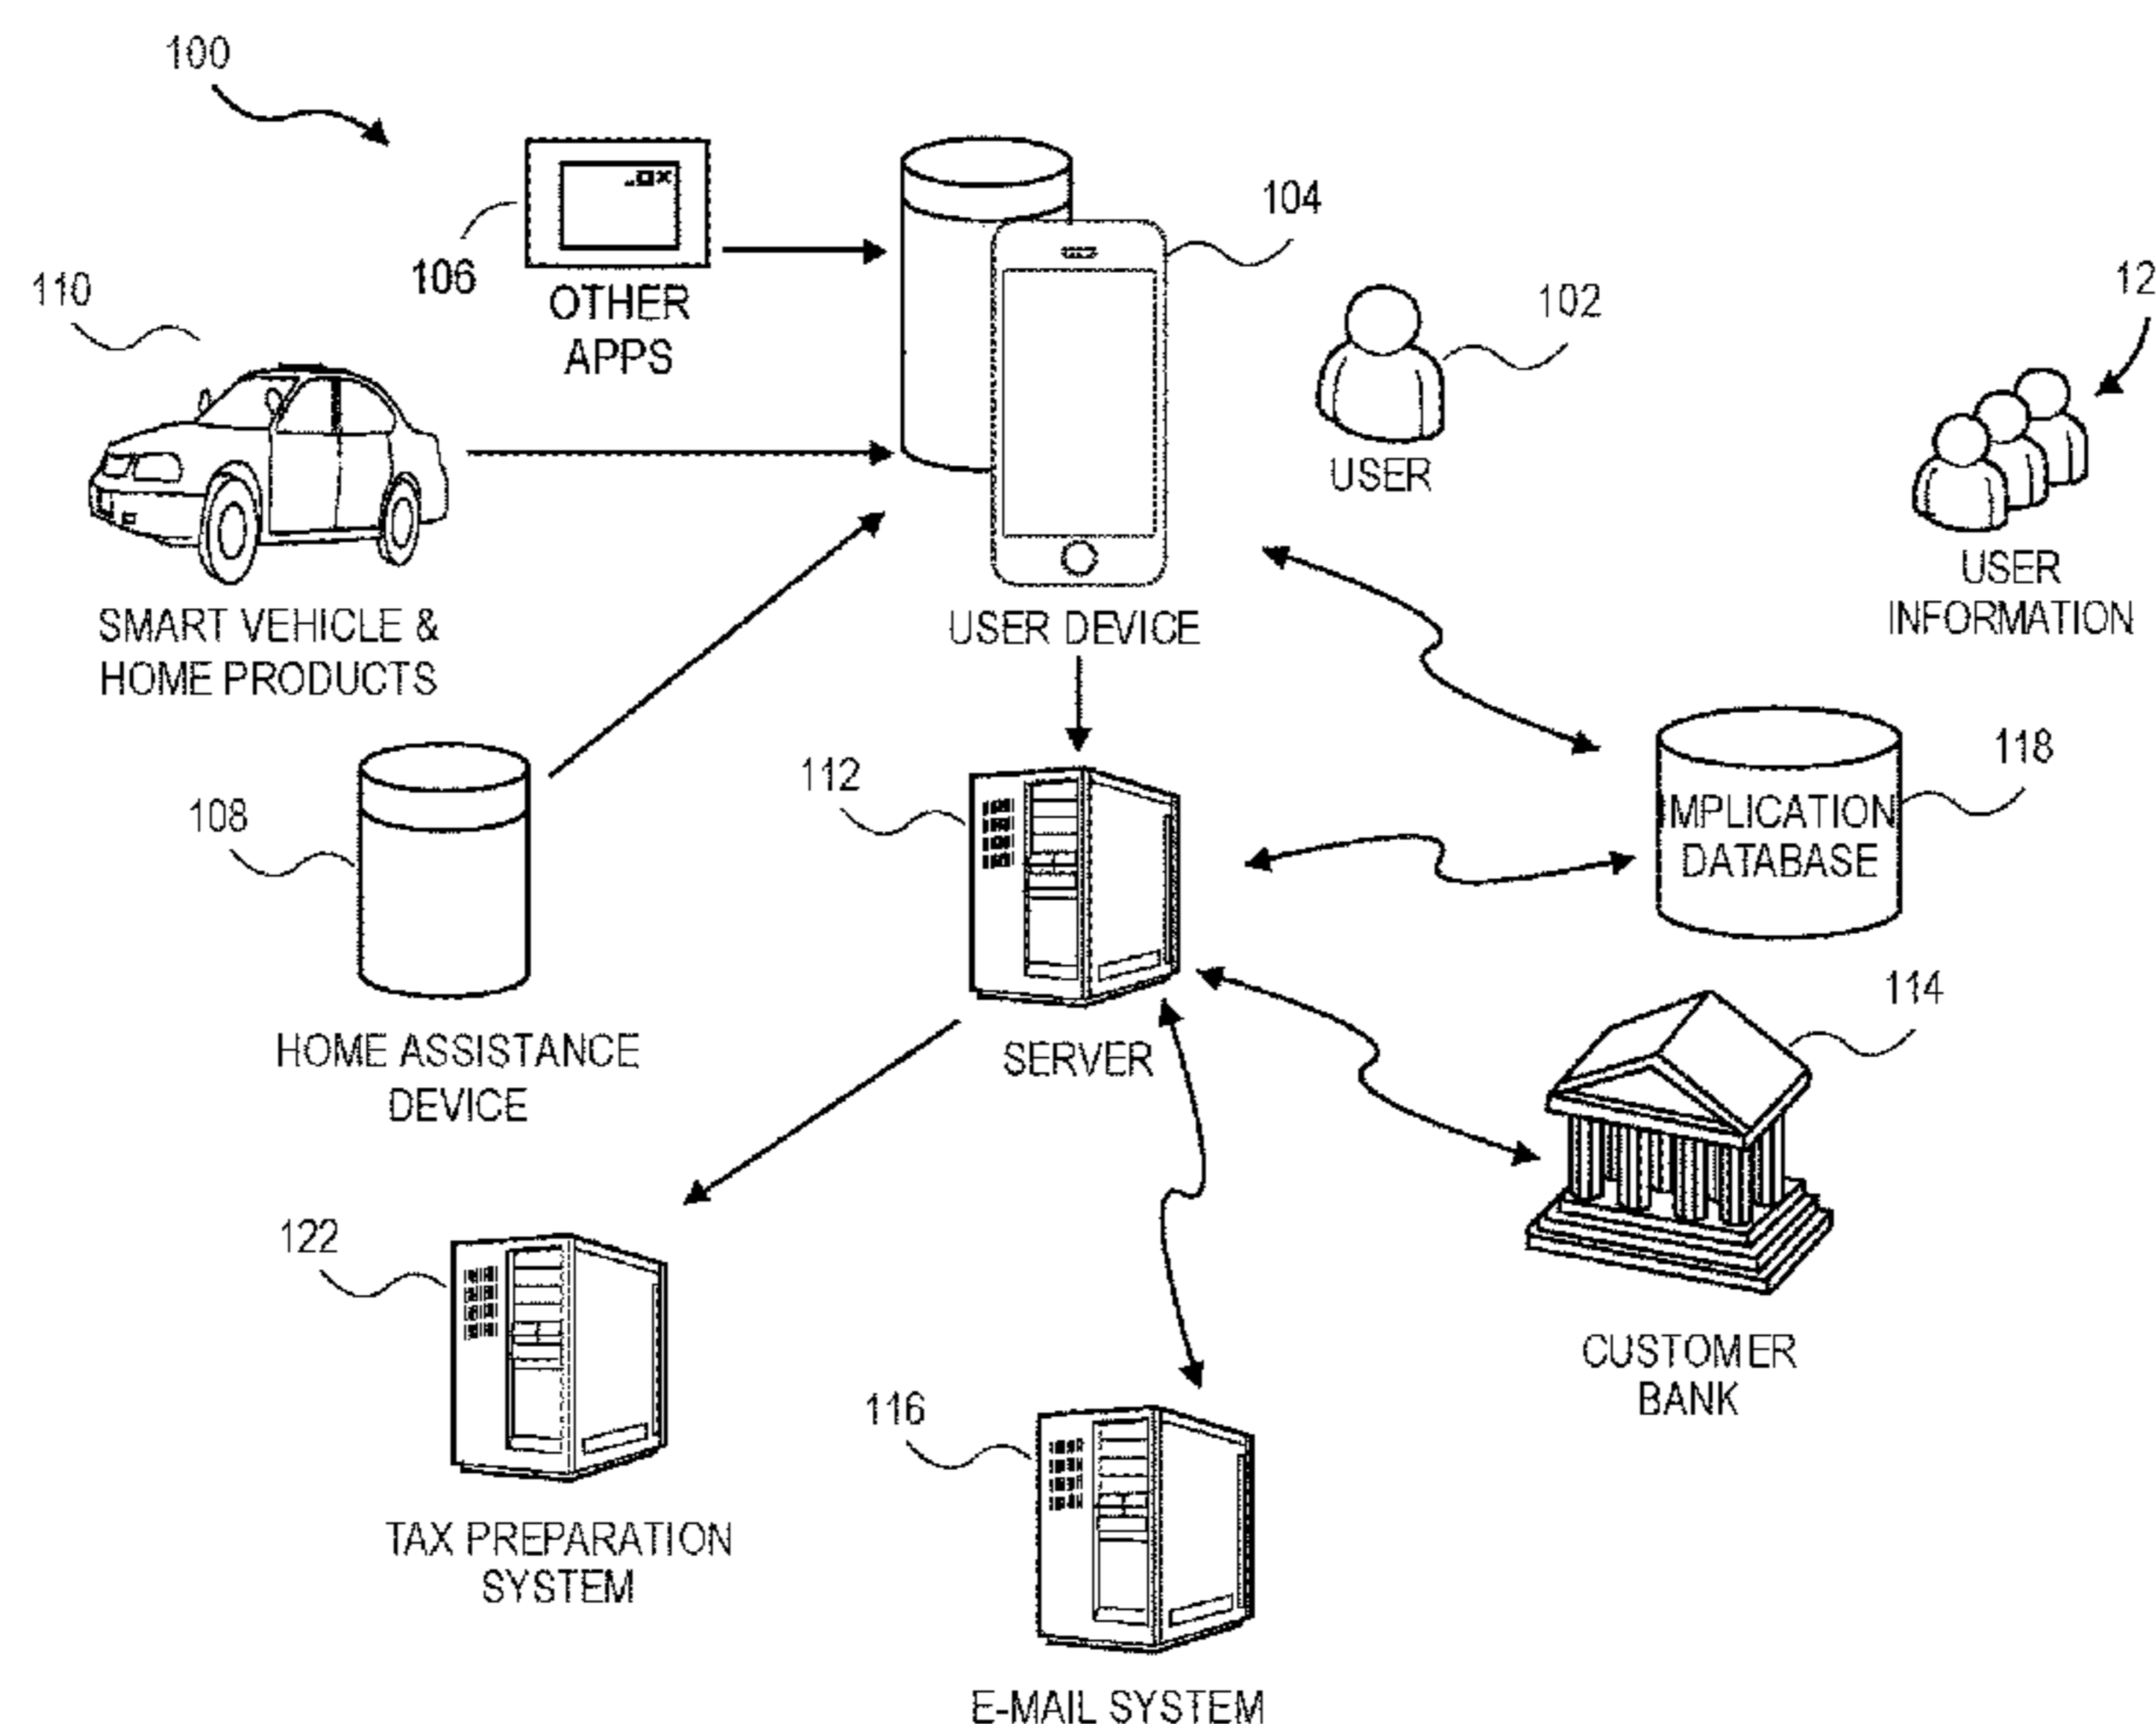 100
104
106
OTHER
APPS
110
102
12
USER
USER
INFORMATION
SMART VEHICLE &
HOME PRODUCTS
USER DEVICE
118
112
108
IMPLICATION
DATABASE
114
HOME ASSISTANCE
DEVICE
SERVER
122
CUSTOMER
BANK
116
TAX PREPARATION
SYSTEM
E-MAIL SYSTEM